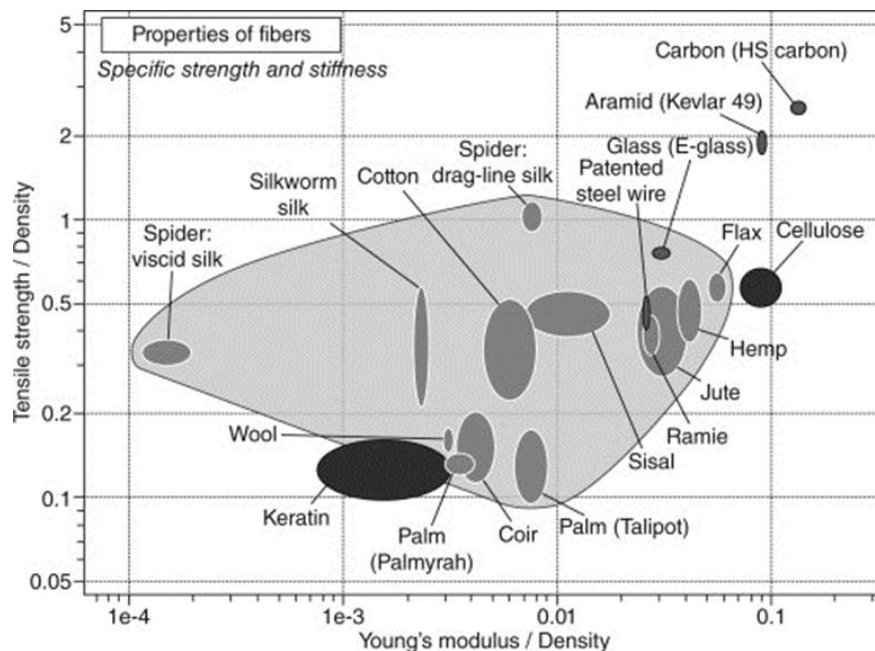 5
2
1
0.5
0.2
0.1
0.05
Tensile strength / Density
Properties of fibers
Specific strength and stiffness
Carbon (HS carbon)
Aramid (Kevlar 49)
Glass (E-glass)
Patented
steel wire
Spider:
drag-line silk
Cotton
Silkworm
silk
Spider:
viscid silk
Flax
Cellulose
Hemp
Jute
Ramie
Sisal
Wool
Keratin
Palm
(Palmyrah)
Coir
Palm (Talipot)
1e-4
1e-3
0.01
0.1
Young's modulus / Density